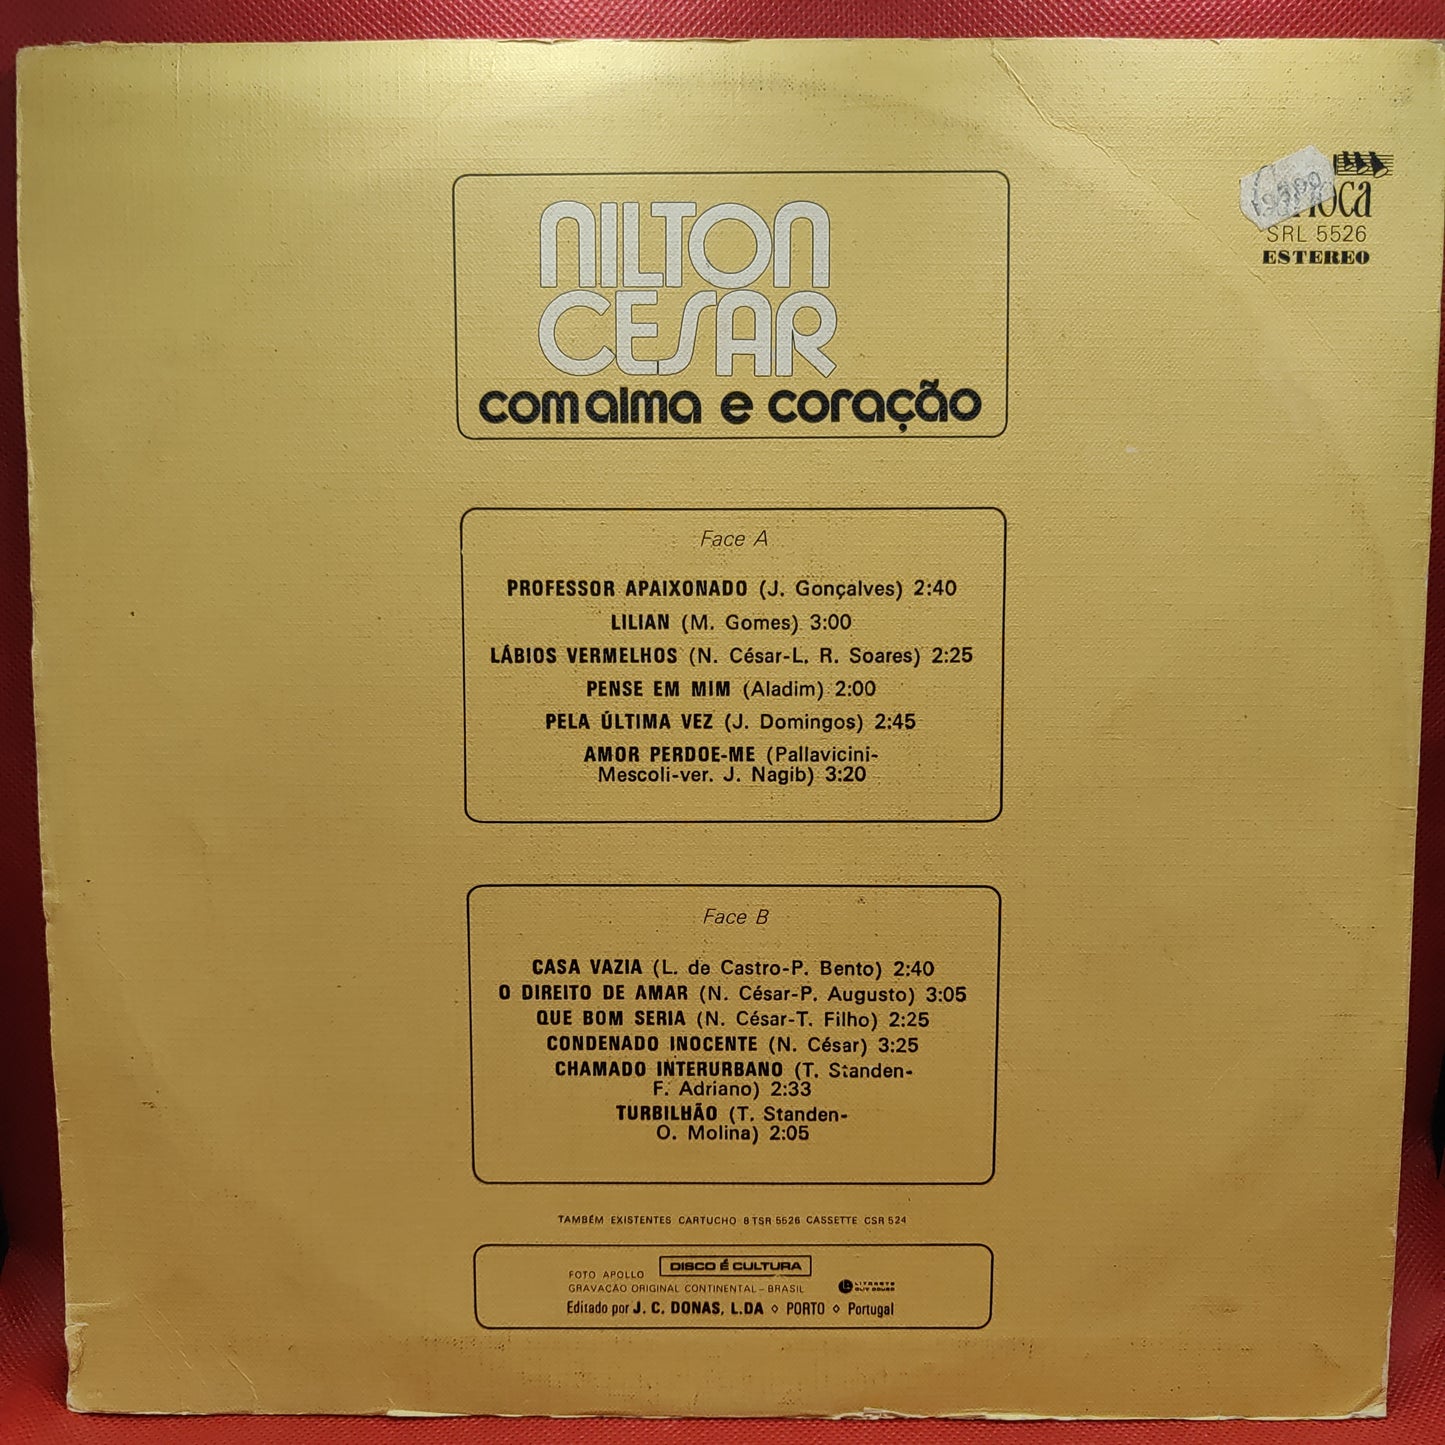 NILTON
CESAR
com alma e coração
SRL 5526
ESTEREO
Face A
PROFESSOR APAIXONADO (J. Gonçalves) 2:40
LILIAN (M. Gomes) 3:00
LÁBIOS VERMELHOS (N. César-L. R. Soares) 2:25
PENSE EM MIM (Aladim) 2:00
PELA ÚLTIMA VEZ (J. Domingos) 2:45
AMOR PERDOE-ME (Pallavicini-
Mescoli-ver. J. Nagib) 3:20
Face B
CASA VAZIA (L. de Castro-P. Bento) 2:40
O DIREITO DE AMAR (N. César-P. Augusto) 3:05
QUE BOM SERIA (N. César-T. Filho) 2:25
CONDENADO INOCENTE (N. César) 3:25
CHAMADO INTERURBANO (T. Standen-
F. Adriano) 2:33
TURBILHÃO (T. Standen-
O. Molina) 2:05
TAMBÉM EXISTENTES CARTUCHO 8 TSR 5526 CASSETTE CSR 524
DISCO É CULTURA
FOTO APOLLO
GRAVAÇÃO ORIGINAL CONTINENTAL - BRASIL
Editado por J. C. DONAS, L.DA ◇ PORTO ◇ Portugal